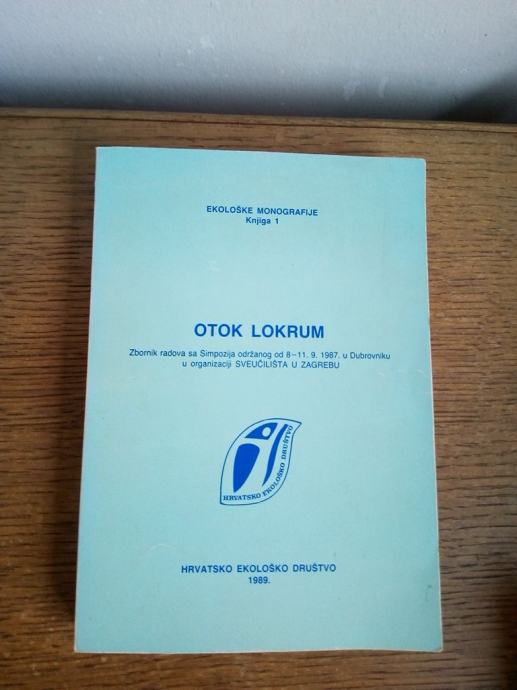 EKOLOŠKE MONOGRAFIJE
Knjiga 1
OTOK LOKRUM
Zbornik radova sa Simpozija održanog od 8–11. 9. 1987. u Dubrovniku
u organizaciji SVEUČILIŠTA U ZAGREBU
HRVATSKO EKOLOŠKO DRUŠTVO
HRVATSKO EKOLOŠKO DRUŠTVO
1989.